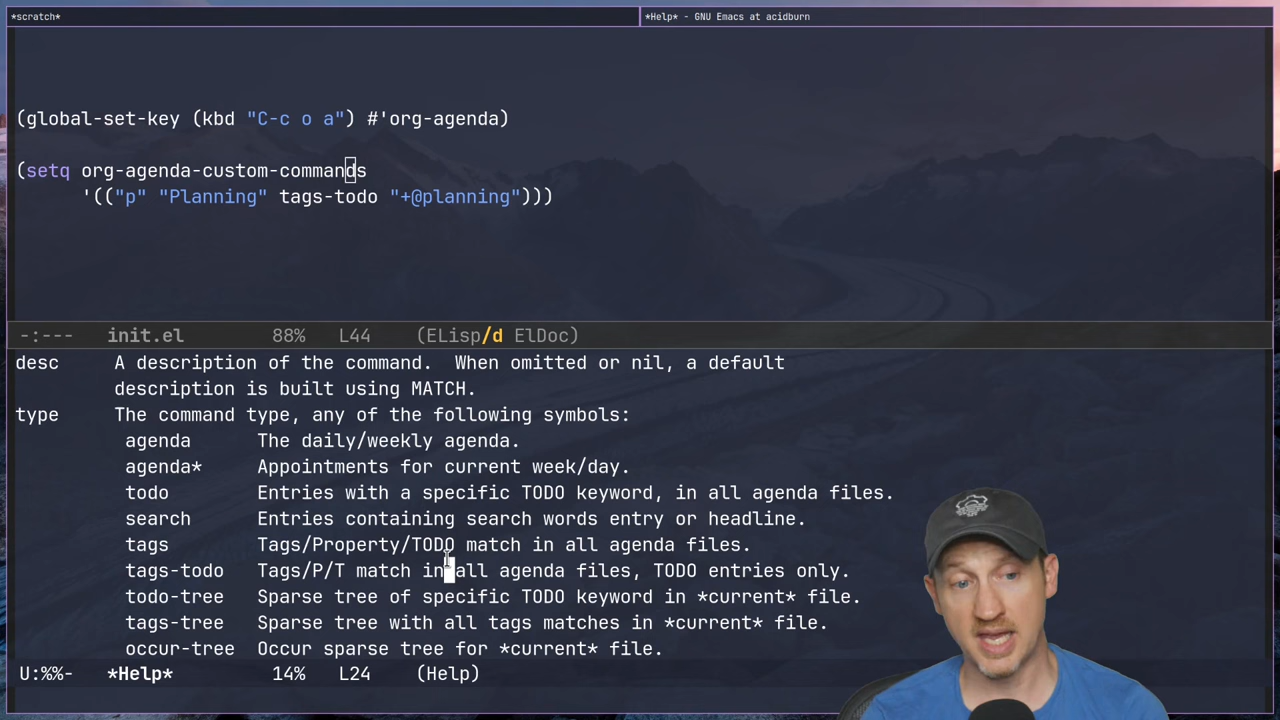 *scratch*
*Help* - GNU Emacs at acidburn
(global-set-key (kbd "C-c o a") #'org-agenda)
(setq org-agenda-custom-commands
'(("p" "Planning" tags-todo "+@planning")))
-:--- init.el 88% L44 (ELisp/d ElDoc)
desc A description of the command. When omitted or nil, a default
description is built using MATCH.
type The command type, any of the following symbols:
agenda The daily/weekly agenda.
agenda* Appointments for current week/day.
todo Entries with a specific TODO keyword, in all agenda files.
search Entries containing search words entry or headline.
tags Tags/Property/TODO match in all agenda files.
tags-todo Tags/P/T match in all agenda files, TODO entries only.
todo-tree Sparse tree of specific TODO keyword in *current* file.
tags-tree Sparse tree with all tags matches in *current* file.
occur-tree Occur sparse tree for *current* file.
U:%%- *Help* 14% L24 (Help)